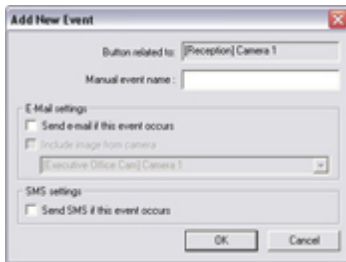 Add New Event
Button related to: [Reception] Camera 1
Manual event name :
E-Mail settings
Send e-mail if this event occurs
Include image from camera
[Executive Office Cam] Camera 1
SMS settings
Send SMS if this event occurs
OK Cancel